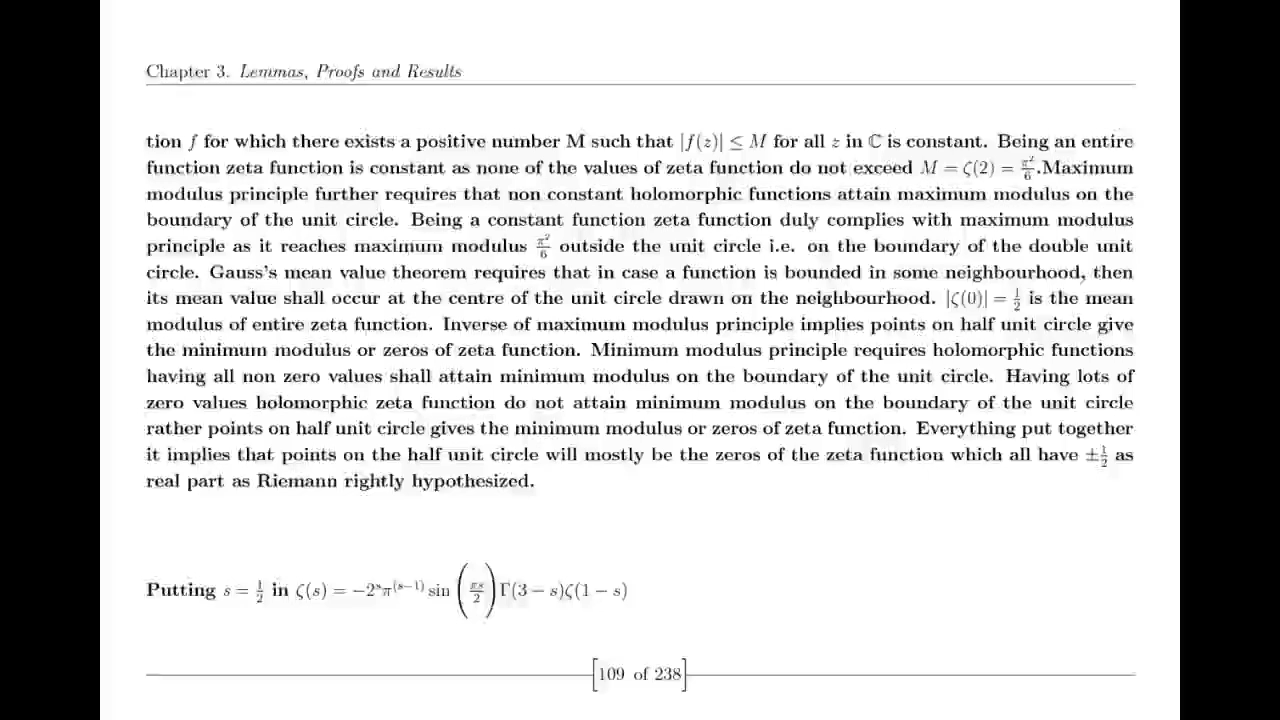 Chapter 3. Lemmas, Proofs and Results
tion f for which there exists a positive number M such that |f(z)| ≤ M for all z in ℂ is constant. Being an entire
function zeta function is constant as none of the values of zeta function do not exceed M = ζ(2) = π²/6.Maximum
modulus principle further requires that non constant holomorphic functions attain maximum modulus on the
boundary of the unit circle. Being a constant function zeta function duly complies with maximum modulus
principle as it reaches maximum modulus π²/6 outside the unit circle i.e. on the boundary of the double unit
circle. Gauss's mean value theorem requires that in case a function is bounded in some neighbourhood, then
its mean value shall occur at the centre of the unit circle drawn on the neighbourhood. |ζ(0)| = 1/2 is the mean
modulus of entire zeta function. Inverse of maximum modulus principle implies points on half unit circle give
the minimum modulus or zeros of zeta function. Minimum modulus principle requires holomorphic functions
having all non zero values shall attain minimum modulus on the boundary of the unit circle. Having lots of
zero values holomorphic zeta function do not attain minimum modulus on the boundary of the unit circle
rather points on half unit circle gives the minimum modulus or zeros of zeta function. Everything put together
it implies that points on the half unit circle will mostly be the zeros of the zeta function which all have ±1/2 as
real part as Riemann rightly hypothesized.
Putting s = 1/2 in ζ(s) = −2^s π^(s−1) sin(πs/2)Γ(3 − s)ζ(1 − s)
[109 of 238]